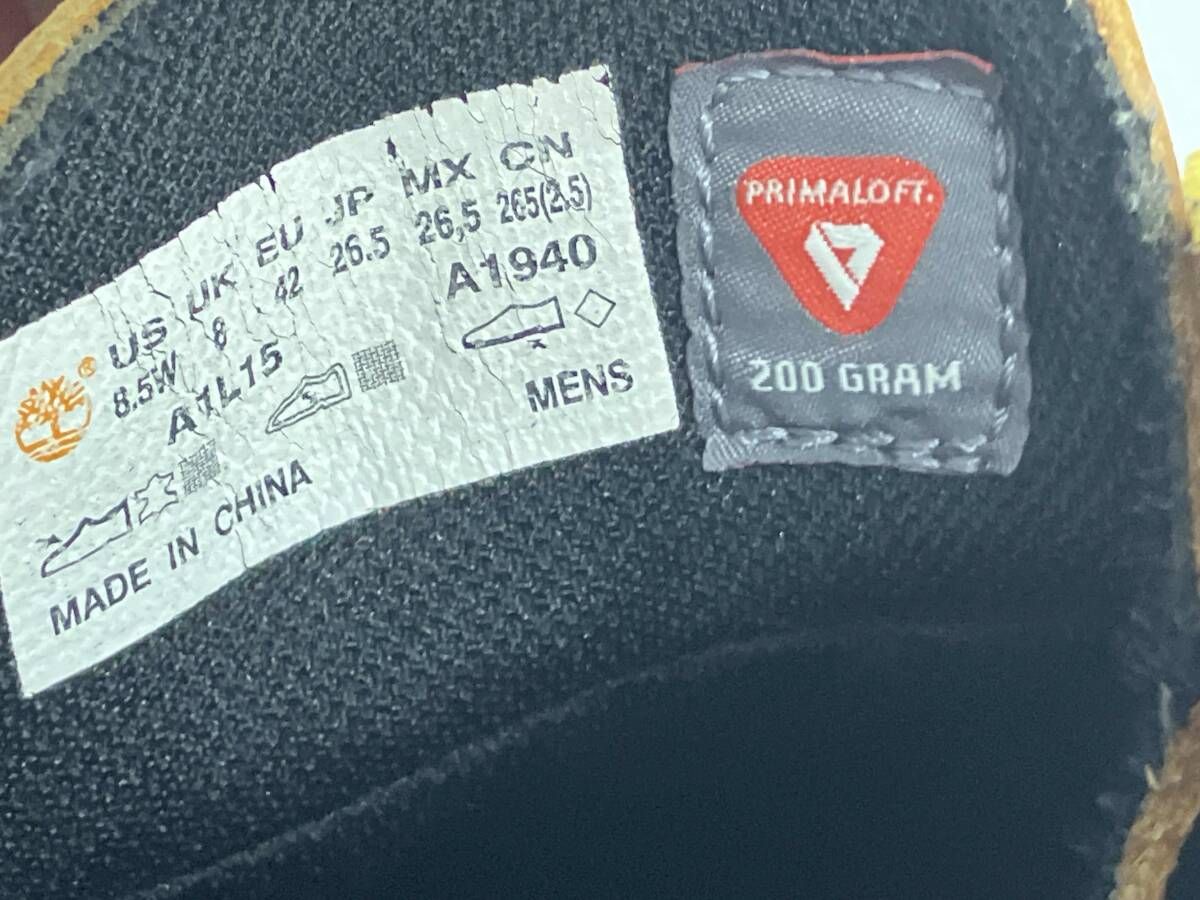 US UK EU JP MX CN
8.5W 8 42 26.5 26,5 265(2.5)
A1L15 A1940
MENS
MADE IN CHINA
®
PRIMALOFT.
200 GRAM